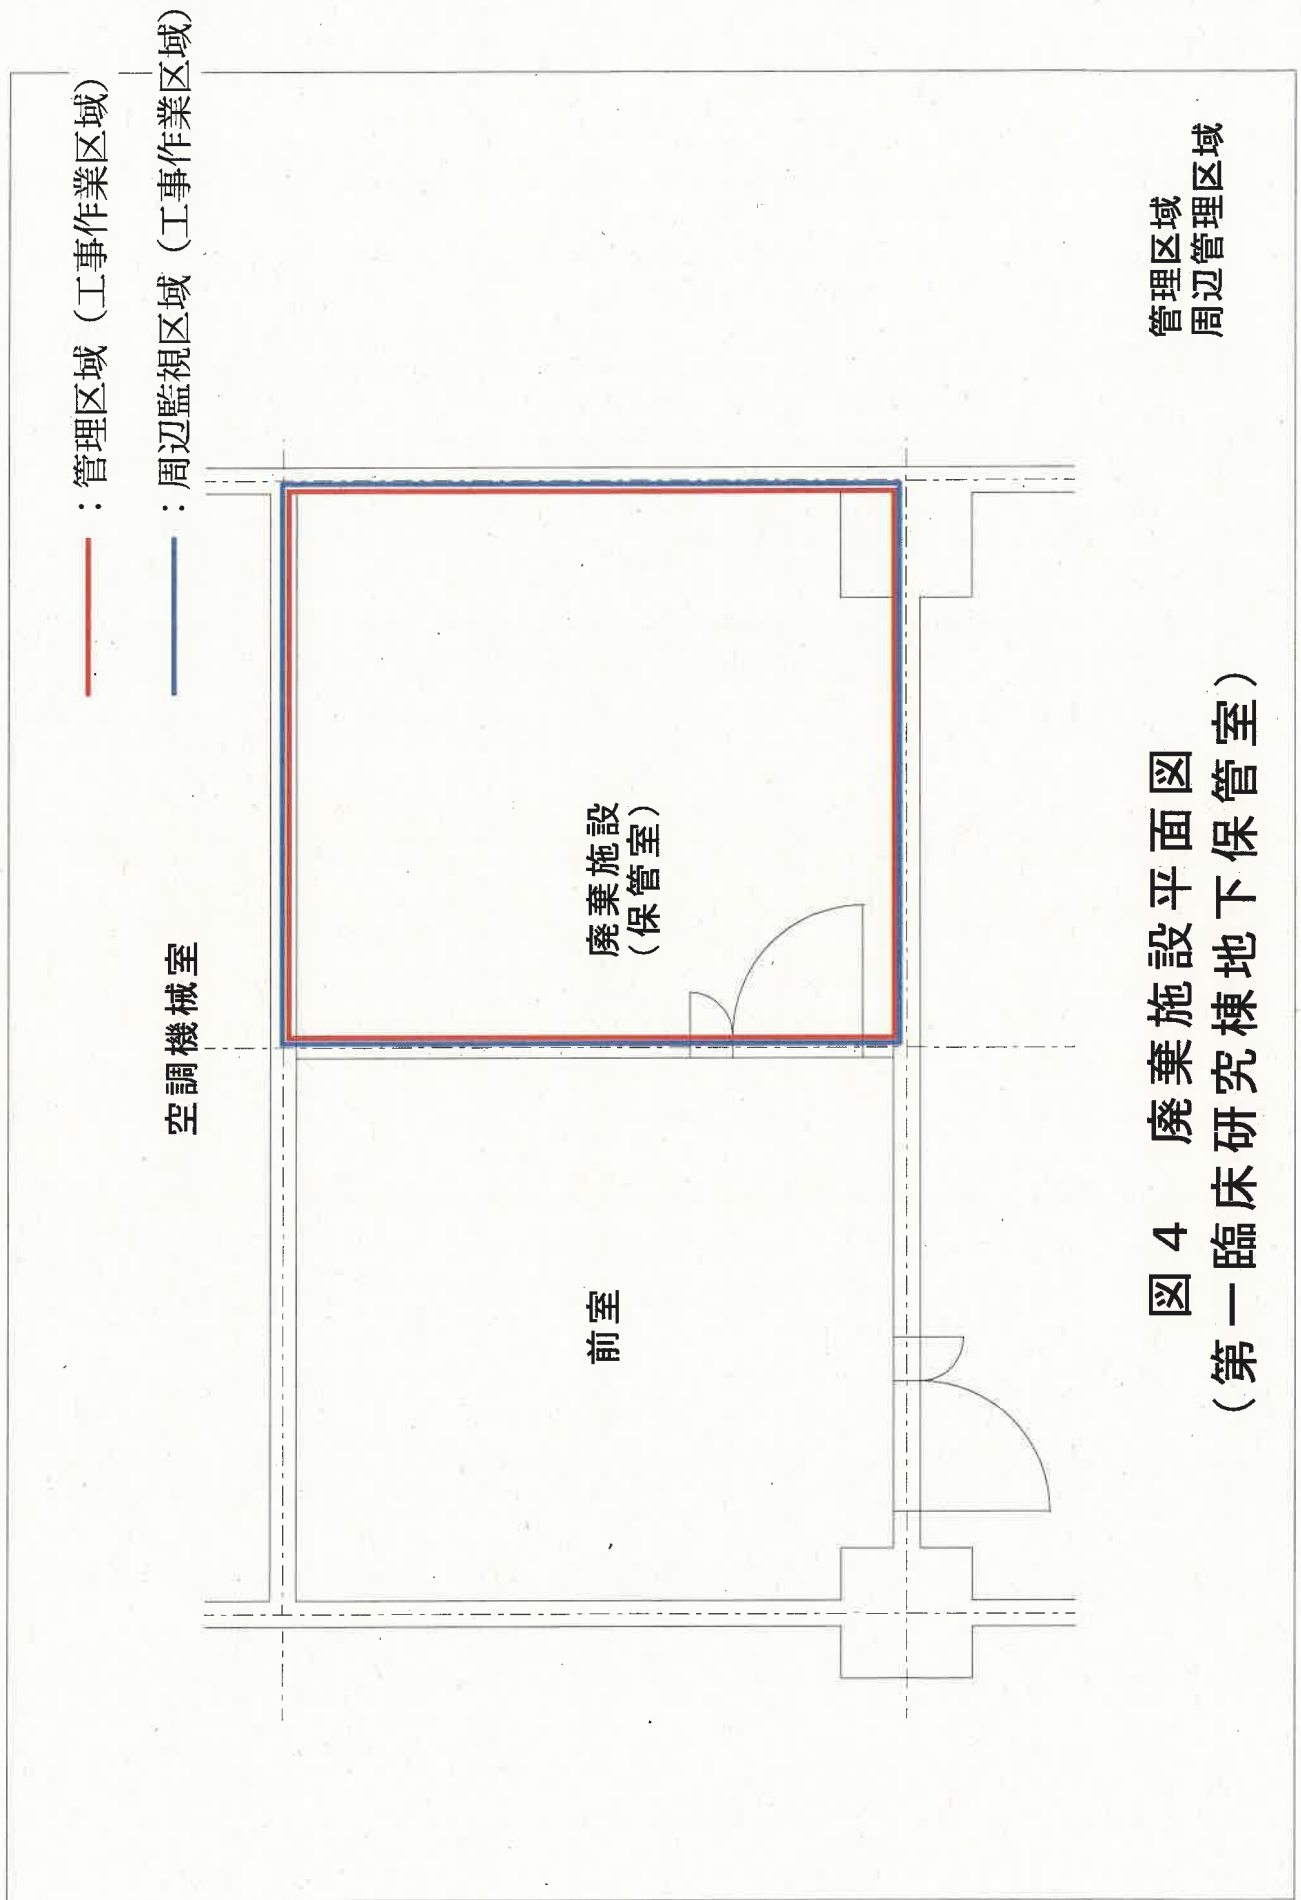 ：管理区域（工事作業区域）
：周辺監視区域（工事作業区域）
空調機械室
廃棄施設
（保管室）
前室
管理区域
周辺管理区域
図４　廃棄施設平面図
（第一臨床研究棟地下保管室）